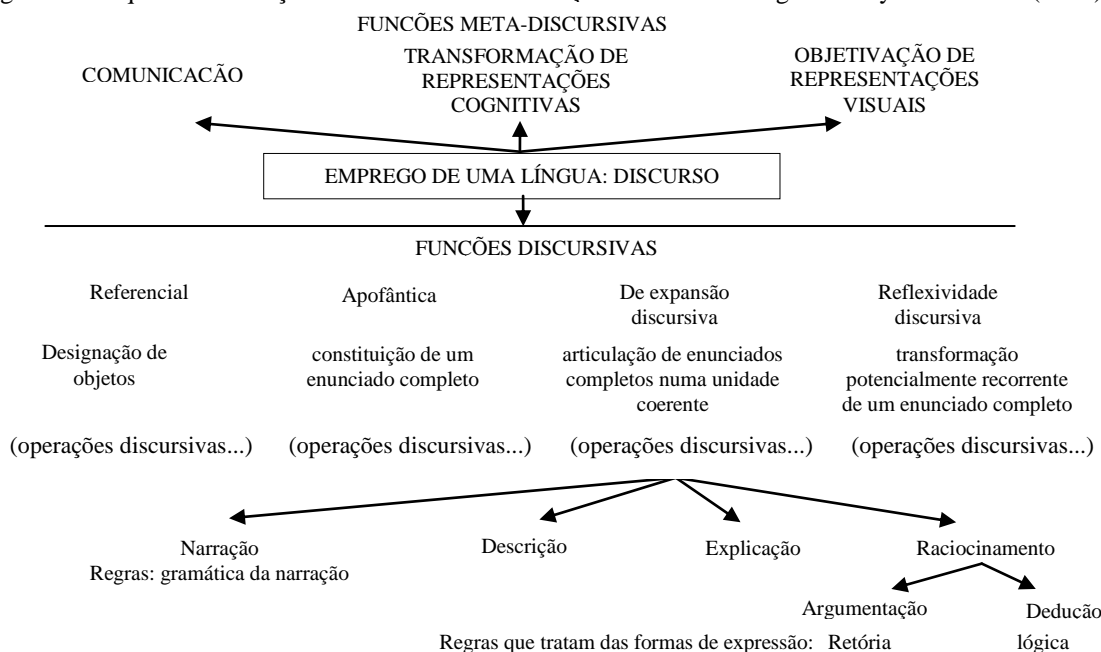 FUNCÕES META-DISCURSIVAS
COMUNICACÃO
TRANSFORMAÇÃO DE
REPRESENTAÇÕES
COGNITIVAS
OBJETIVAÇÃO DE
REPRESENTAÇÕES
VISUAIS
EMPREGO DE UMA LÍNGUA: DISCURSO
FUNCÕES DISCURSIVAS
Referencial
Apofântica
De expansão
discursiva
Reflexividade
discursiva
Designação de
objetos
constituição de um
enunciado completo
articulação de enunciados
completos numa unidade
coerente
transformação
potencialmente recorrente
de um enunciado completo
(operações discursivas...) (operações discursivas...) (operações discursivas...) (operações discursivas...)
Narração
Regras: gramática da narração
Descrição
Explicação
Raciocinamento
Argumentação
Dedução
Regras que tratam das formas de expressão: Retória lógica